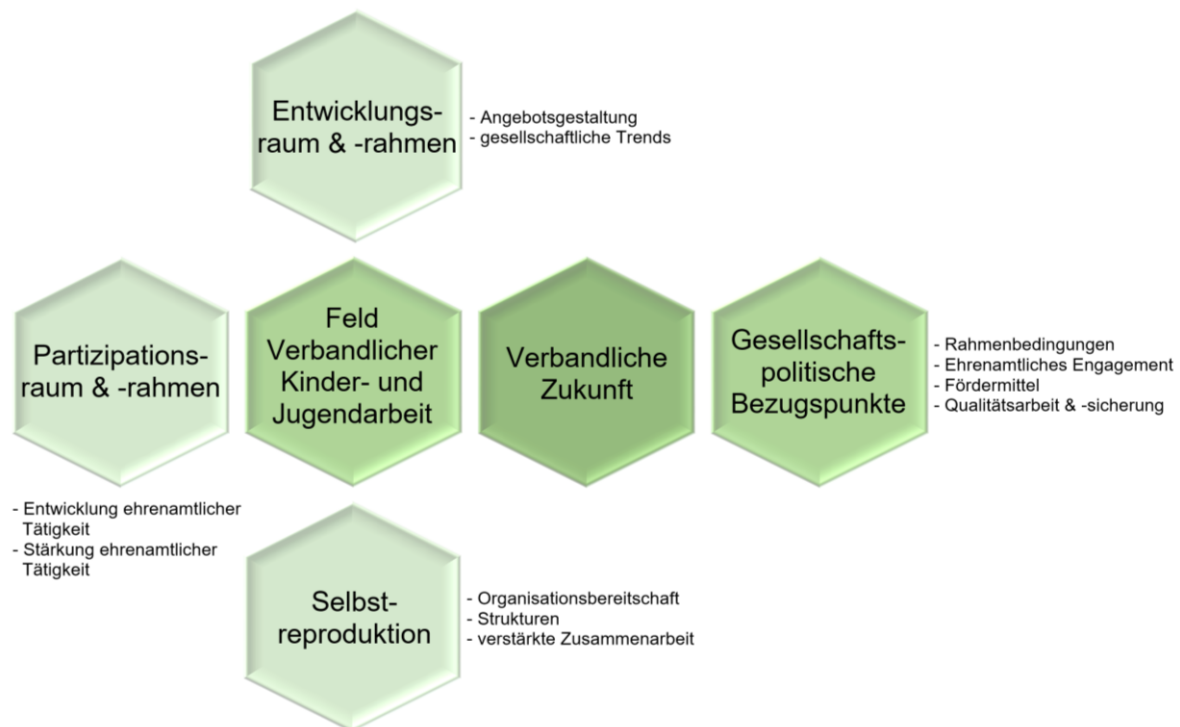 Entwicklungs-
raum & -rahmen
- Angebotsgestaltung
- gesellschaftliche Trends
Partizipations-
raum & -rahmen
- Entwicklung ehrenamtlicher
Tätigkeit
- Stärkung ehrenamtlicher
Tätigkeit
Feld
Verbandlicher
Kinder- und
Jugendarbeit
Verbandliche
Zukunft
Gesellschafts-
politische
Bezugspunkte
- Rahmenbedingungen
- Ehrenamtliches Engagement
- Fördermittel
- Qualitätsarbeit & -sicherung
Selbst-
reproduktion
- Organisationsbereitschaft
- Strukturen
- verstärkte Zusammenarbeit